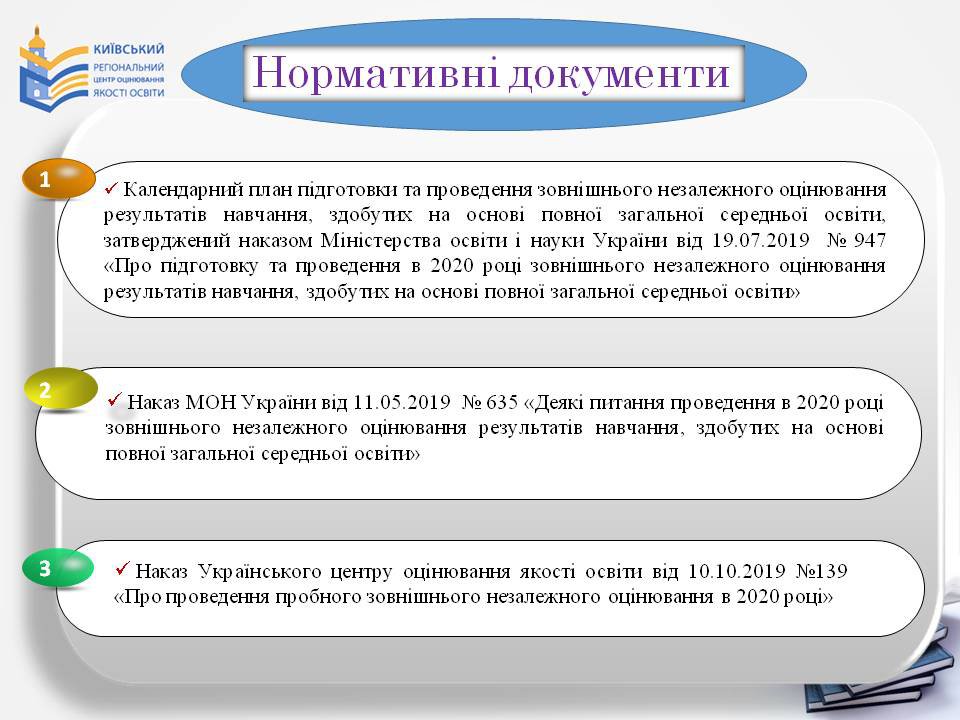 КИЇВСЬКИЙ
РЕГІОНАЛЬНИЙ
ЦЕНТР ОЦІНЮВАННЯ
ЯКОСТІ ОСВІТИ
Нормативні документи
1
✓ Календарний план підготовки та проведення зовнішнього незалежного оцінювання
результатів навчання, здобутих на основі повної загальної середньої освіти,
затверджений наказом Міністерства освіти і науки України від 19.07.2019 № 947
«Про підготовку та проведення в 2020 році зовнішнього незалежного оцінювання
результатів навчання, здобутих на основі повної загальної середньої освіти»
2
✓ Наказ МОН України від 11.05.2019 № 635 «Деякі питання проведення в 2020 році
зовнішнього незалежного оцінювання результатів навчання, здобутих на основі
повної загальної середньої освіти»
3
✓ Наказ Українського центру оцінювання якості освіти від 10.10.2019 №139
«Про проведення пробного зовнішнього незалежного оцінювання в 2020 році»